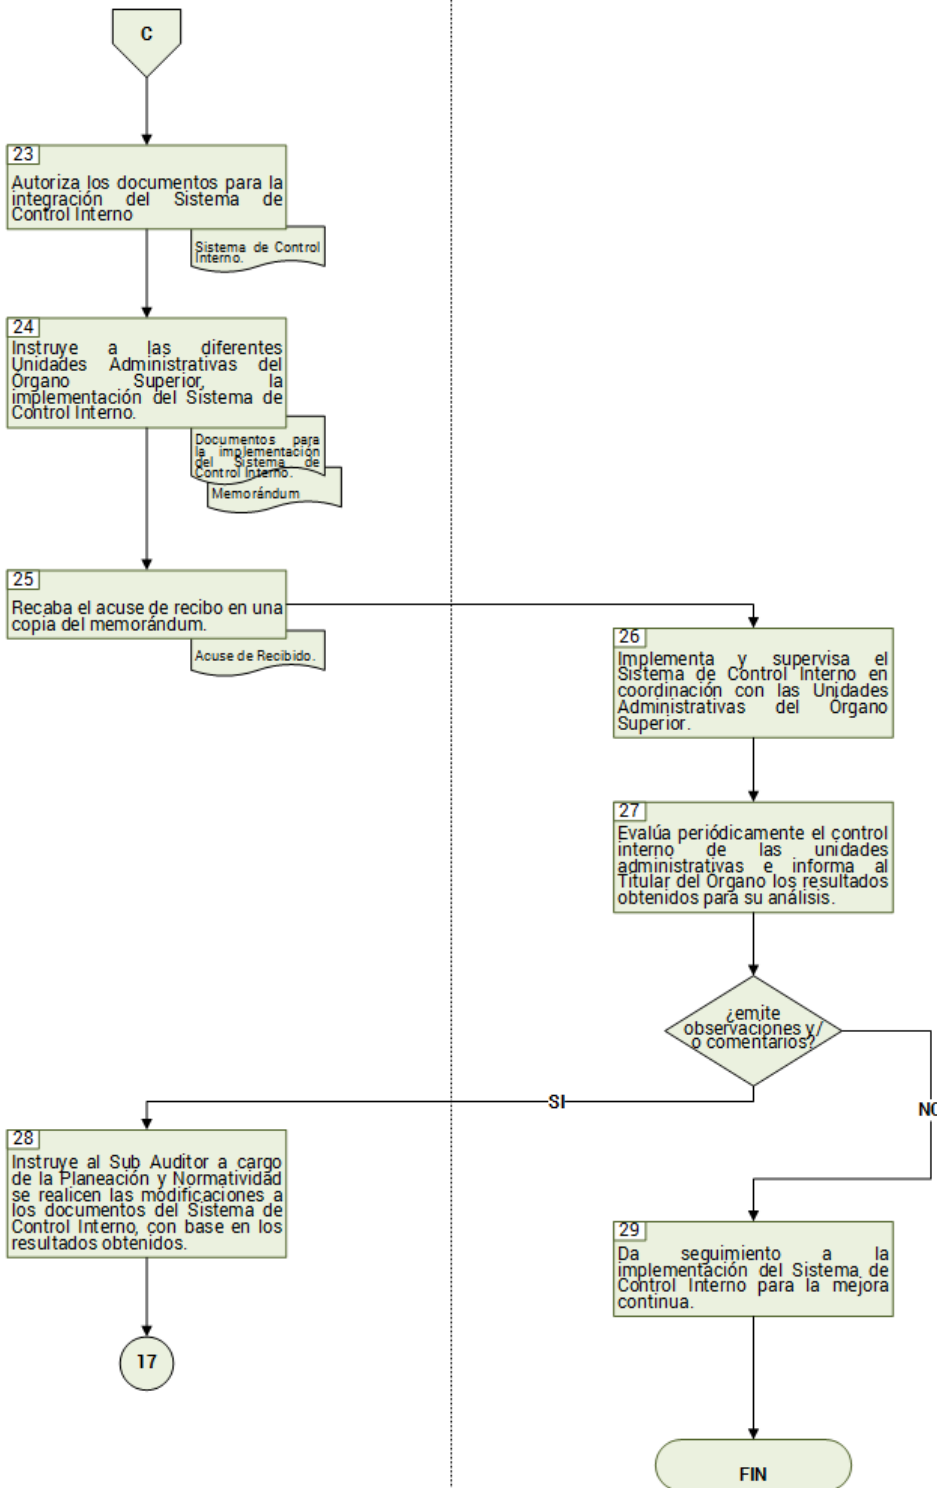 C
23
Autoriza los documentos para la
integración del Sistema de
Control Interno
Sistema de Control
Interno.
24
Instruye a las diferentes
Unidades Administrativas del
Órgano Superior, la
implementación del Sistema de
Control Interno.
Documentos para
la implementación
del Sistema de
Control Interno.
Memorándum
25
Recaba el acuse de recibo en una
copia del memorándum.
Acuse de Recibido.
26
Implementa y supervisa el
Sistema de Control Interno en
coordinación con las Unidades
Administrativas del Órgano
Superior.
27
Evalúa periódicamente el control
interno de las unidades
administrativas e informa al
Titular del Órgano los resultados
obtenidos para su análisis.
¿emite
observaciones y/
o comentarios?
SI
NO
28
Instruye al Sub Auditor a cargo
de la Planeación y Normatividad
se realicen las modificaciones a
los documentos del Sistema de
Control Interno, con base en los
resultados obtenidos.
29
Da seguimiento a la
implementación del Sistema de
Control Interno para la mejora
continua.
17
FIN